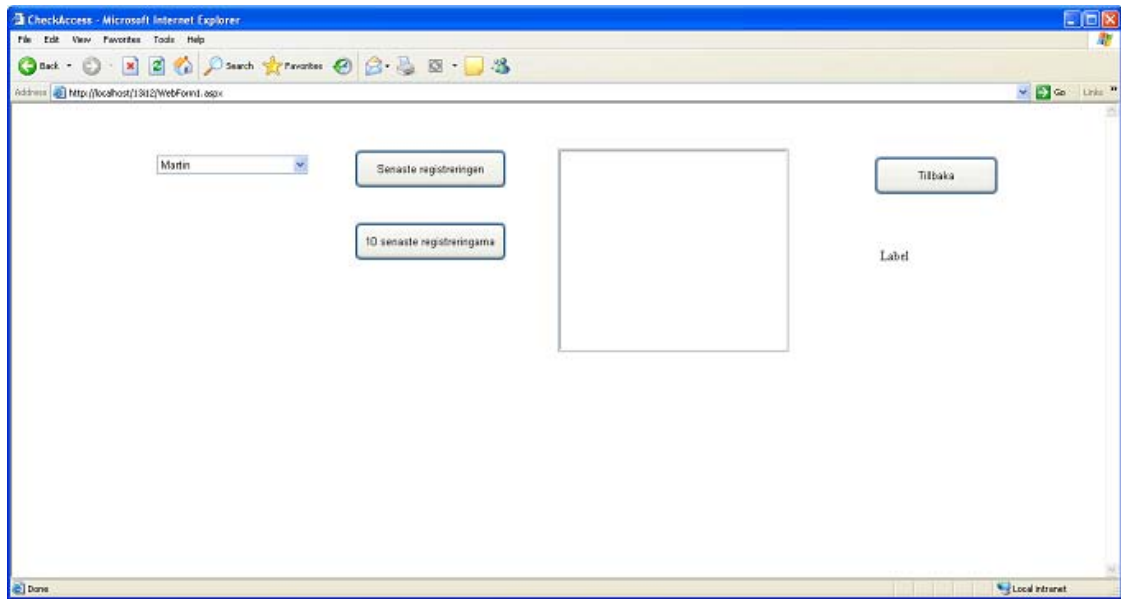 CheckAccess - Microsoft Internet Explorer
File Edit View Favorites Tools Help
Back Search Favorites
Address http://localhost/13i12/WebForm1.aspx Go Links
Martin
Senaste registreringen
Tillbaka
10 senaste registreringarna
Label
Done Local intranet